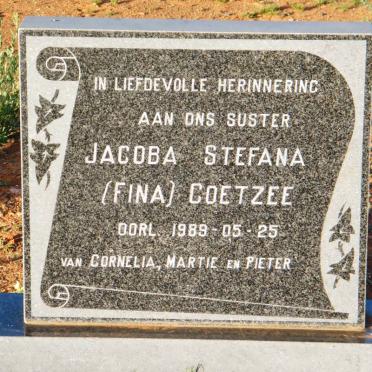 IN LIEFDEVOLLE HERINNERING
AAN ONS SUSTER
JACOBA STEFANA
(FINA) COETZEE
OORL. 1989-05-25
VAN CORNELIA, MARTIE EN PIETER